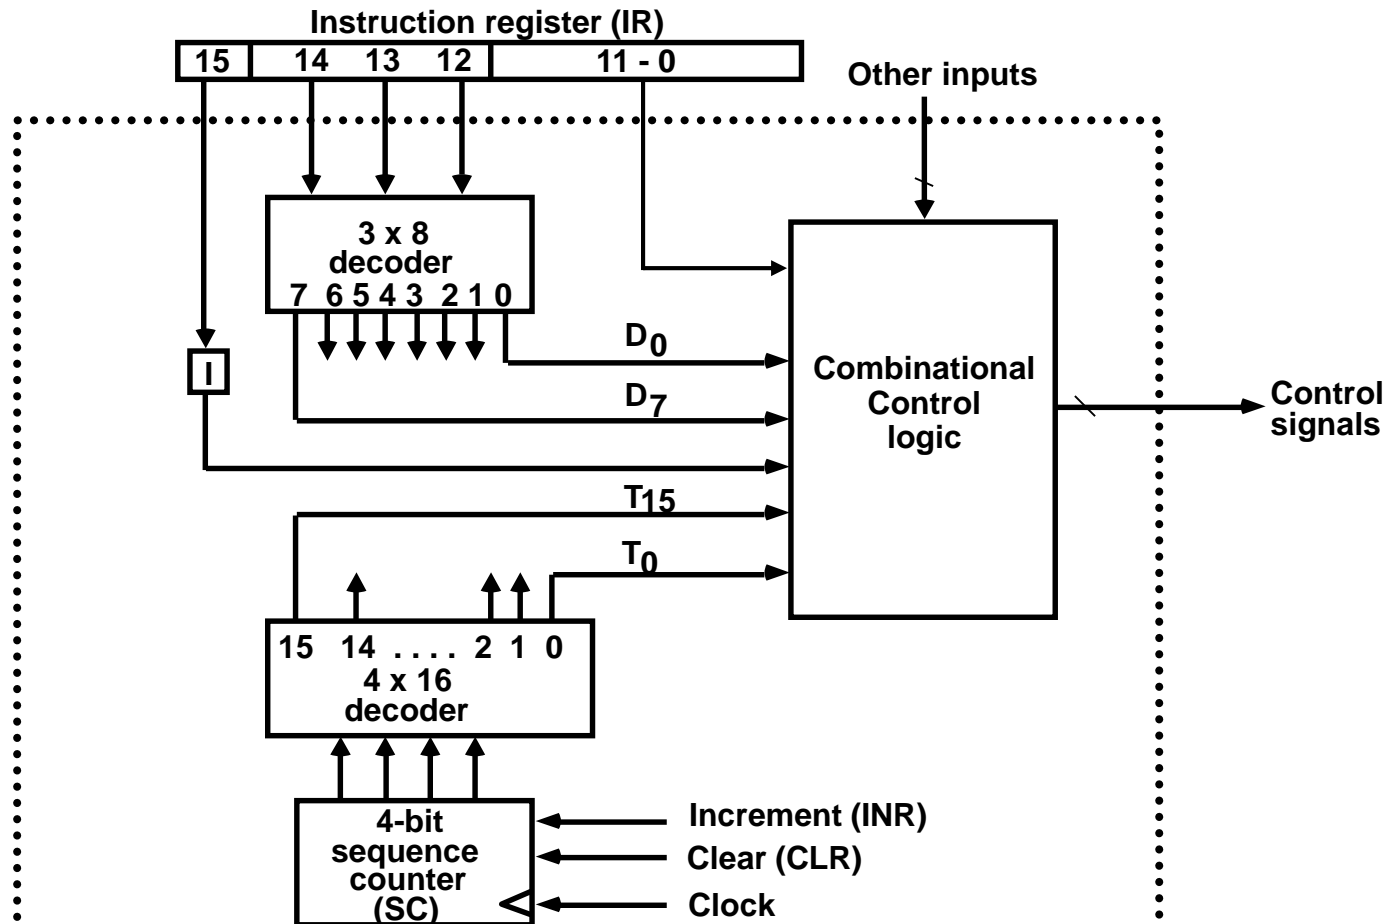 Instruction register (IR)
15 14 13 12 11 - 0
Other inputs
3 x 8
decoder
7 6 5 4 3 2 1 0
D0
I
D7
Combinational
Control
logic
Control
signals
T15
T0
15 14 . . . . 2 1 0
4 x 16
decoder
4-bit
sequence
counter
(SC)
Increment (INR)
Clear (CLR)
Clock